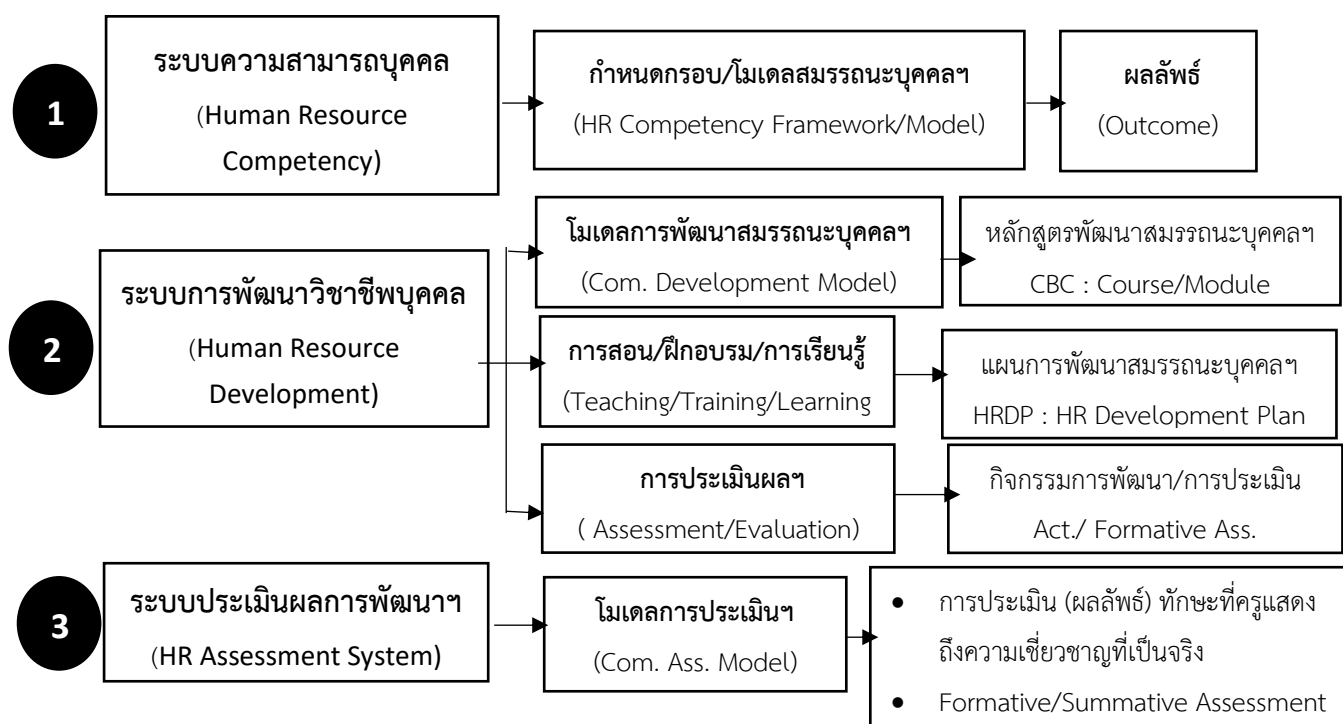 1
ระบบความสามารถบุคคล
(Human Resource
Competency)
กำหนดกรอบ/โมเดลสมรรถนะบุคคลฯ
(HR Competency Framework/Model)
ผลลัพธ์
(Outcome)
2
ระบบการพัฒนาวิชาชีพบุคคล
(Human Resource
Development)
โมเดลการพัฒนาสมรรถนะบุคคลฯ
(Com. Development Model)
หลักสูตรพัฒนาสมรรถนะบุคคลฯ
CBC : Course/Module
การสอน/ฝึกอบรม/การเรียนรู้
(Teaching/Training/Learning
แผนการพัฒนาสมรรถนะบุคคลฯ
HRDP : HR Development Plan
การประเมินผลฯ
( Assessment/Evaluation)
กิจกรรมการพัฒนา/การประเมิน
Act./ Formative Ass.
3
ระบบประเมินผลการพัฒนาฯ
(HR Assessment System)
โมเดลการประเมินฯ
(Com. Ass. Model)
• การประเมิน (ผลลัพธ์) ทักษะที่ครูแสดง
ถึงความเชี่ยวชาญที่เป็นจริง
• Formative/Summative Assessment